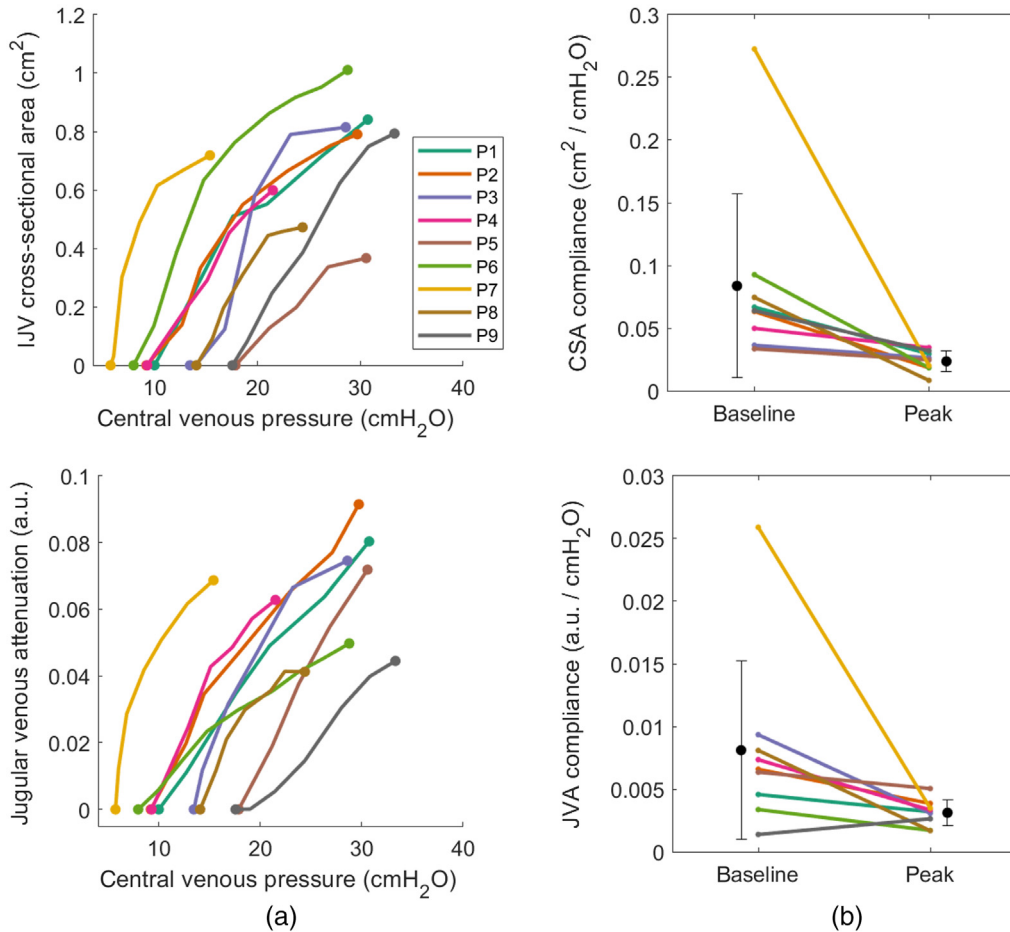 IJV cross-sectional area (cm²)
1.2
1
0.8
0.6
0.4
0.2
0
10
20
30
40
Central venous pressure (cmH₂O)
P1
P2
P3
P4
P5
P6
P7
P8
P9
CSA compliance (cm² / cmH₂O)
0.3
0.25
0.2
0.15
0.1
0.05
0
Baseline
Peak
Jugular venous attenuation (a.u.)
0.1
0.08
0.06
0.04
0.02
0
10
20
30
40
Central venous pressure (cmH₂O)
(a)
JVA compliance (a.u. / cmH₂O)
0.03
0.025
0.02
0.015
0.01
0.005
0
Baseline
Peak
(b)